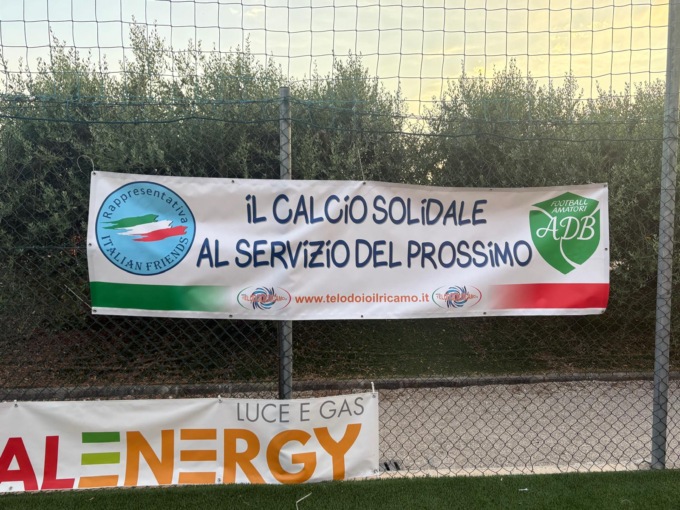 Rappresentativa
ITALIAN FRIENDS
iL CALCiO SOLiDALE
AL SERViZiO DEL PROSSiMO
FOOTBALL
AMATORI
ADB
www.telodoioilricamo.it
LUCE E GAS
ALENERGY